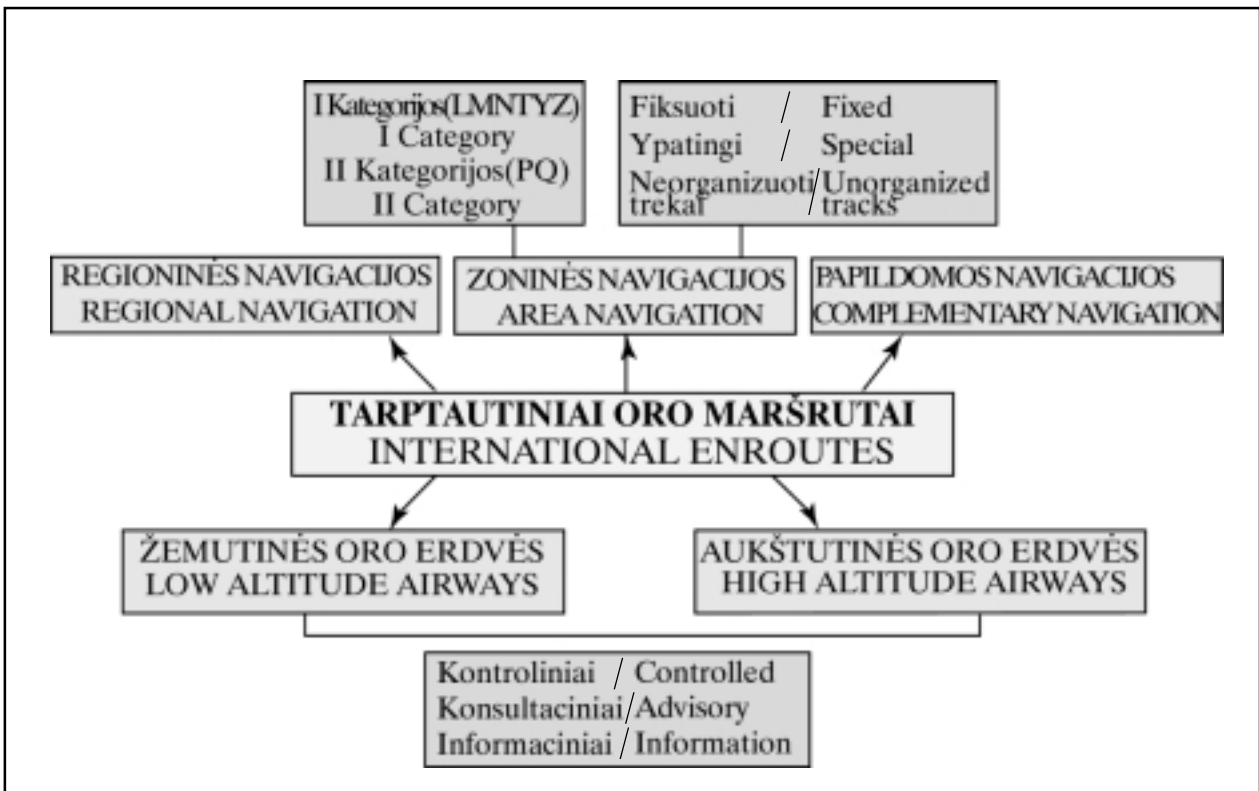 I Kategorijos(LMNTYZ)
I Category
II Kategorijos(PQ)
II Category
Fiksuoti / Fixed
Ypatingi / Special
Neorganizuoti / Unorganized
trekai tracks
REGIONINĖS NAVIGACIJOS
REGIONAL NAVIGATION
ZONINĖS NAVIGACIJOS
AREA NAVIGATION
PAPILDOMOS NAVIGACIJOS
COMPLEMENTARY NAVIGATION
TARPTAUTINIAI ORO MARŠRUTAI
INTERNATIONAL ENROUTES
ŽEMUTINĖS ORO ERDVĖS
LOW ALTITUDE AIRWAYS
AUKŠTUTINĖS ORO ERDVĖS
HIGH ALTITUDE AIRWAYS
Kontroliniai / Controlled
Konsultaciniai / Advisory
Informaciniai / Information